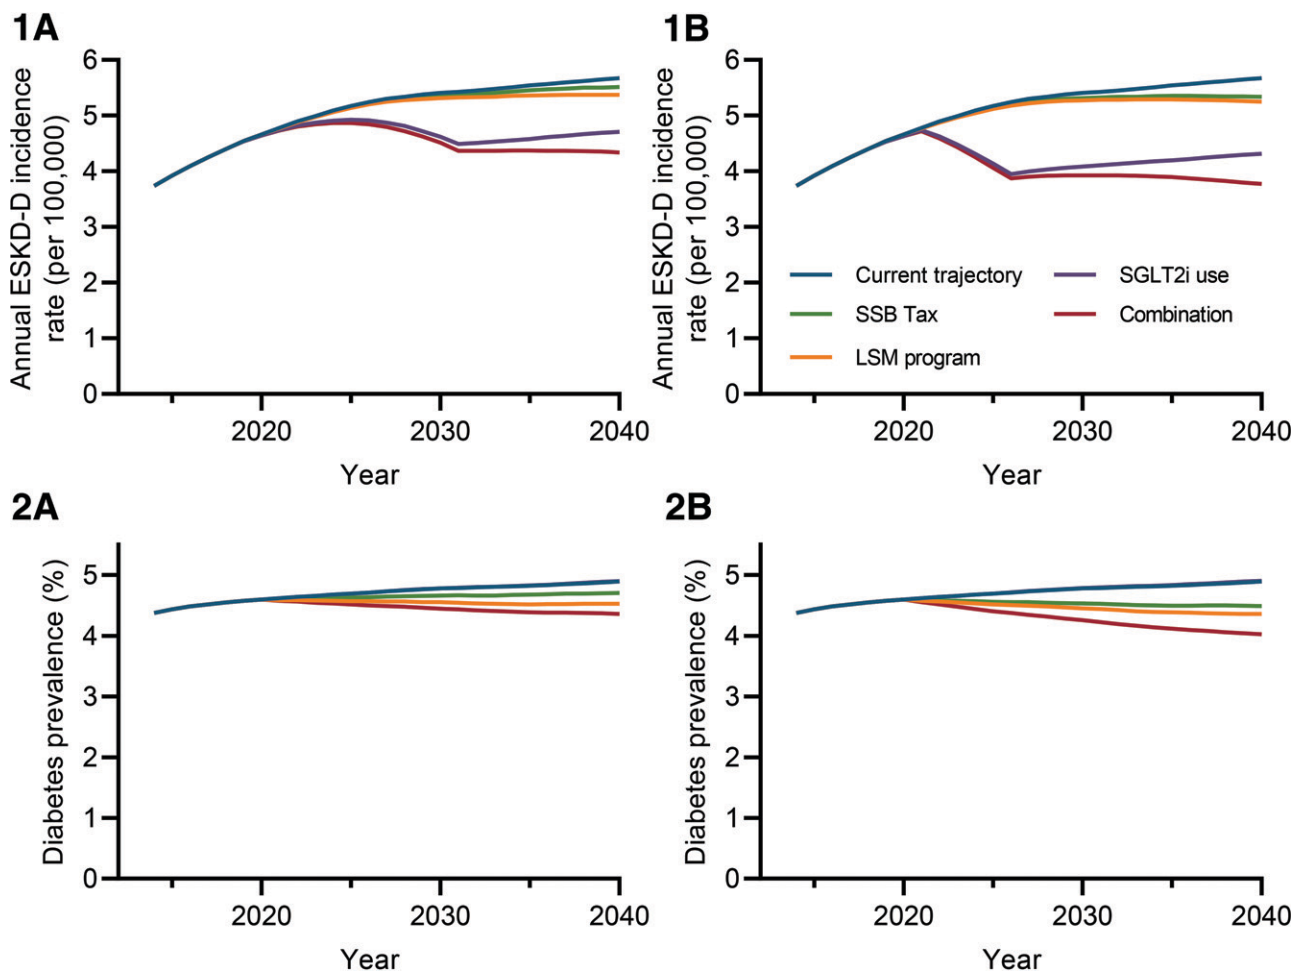 1A
Annual ESKD-D incidence
rate (per 100,000)
6
5
4
3
2
1
0
2020
2030
2040
Year
1B
Annual ESKD-D incidence
rate (per 100,000)
6
5
4
3
2
1
0
Current trajectory
SSB Tax
LSM program
SGLT2i use
Combination
2020
2030
2040
Year
2A
Diabetes prevalence (%)
5
4
3
2
1
0
2020
2030
2040
Year
2B
Diabetes prevalence (%)
5
4
3
2
1
0
2020
2030
2040
Year